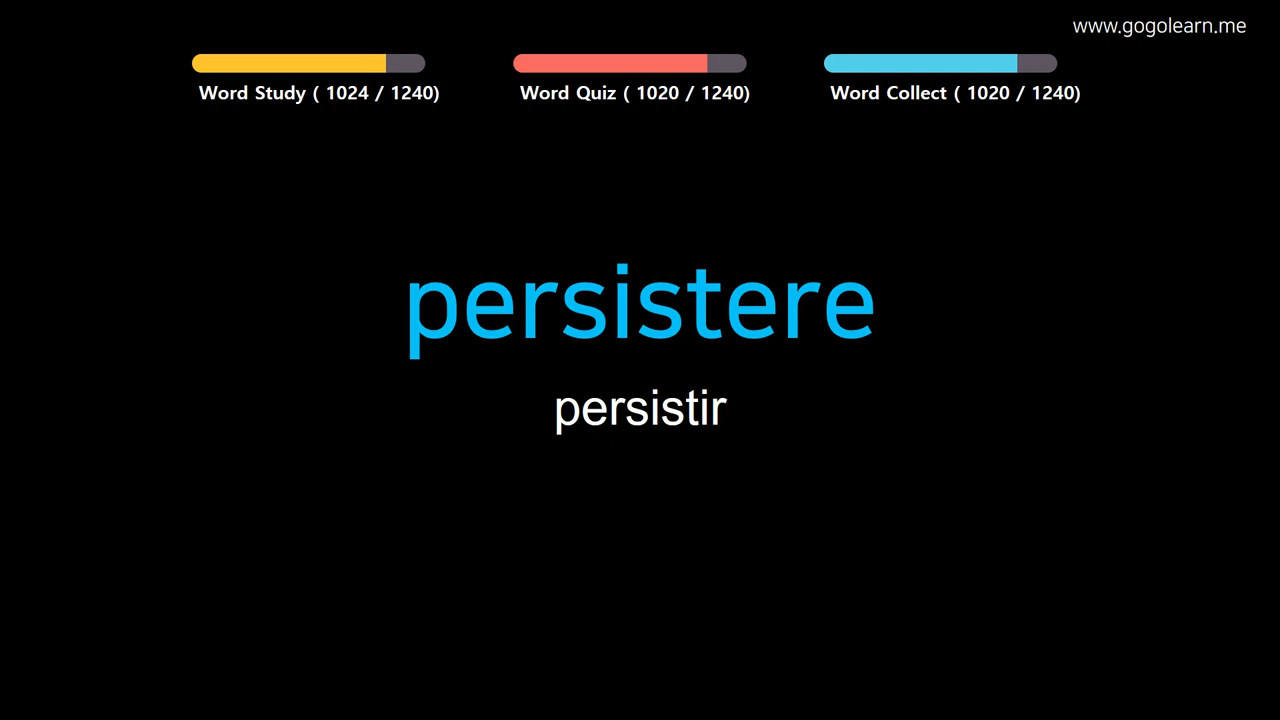 www.gogolearn.me
Word Study ( 1024 / 1240)
Word Quiz ( 1020 / 1240)
Word Collect ( 1020 / 1240)
persistere
persistir